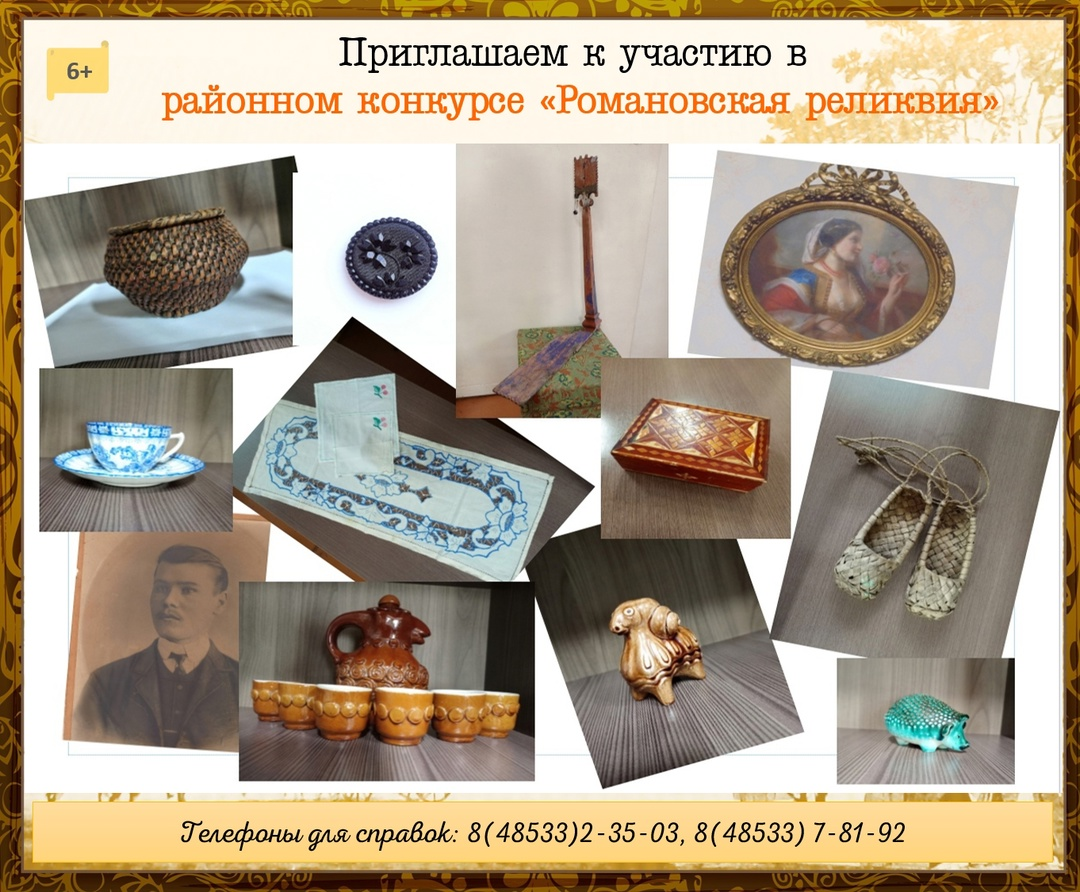 6+
Приглашаем к участию в
районном конкурсе «Романовская реликвия»
Телефоны для справок: 8(48533)2-35-03, 8(48533) 7-81-92